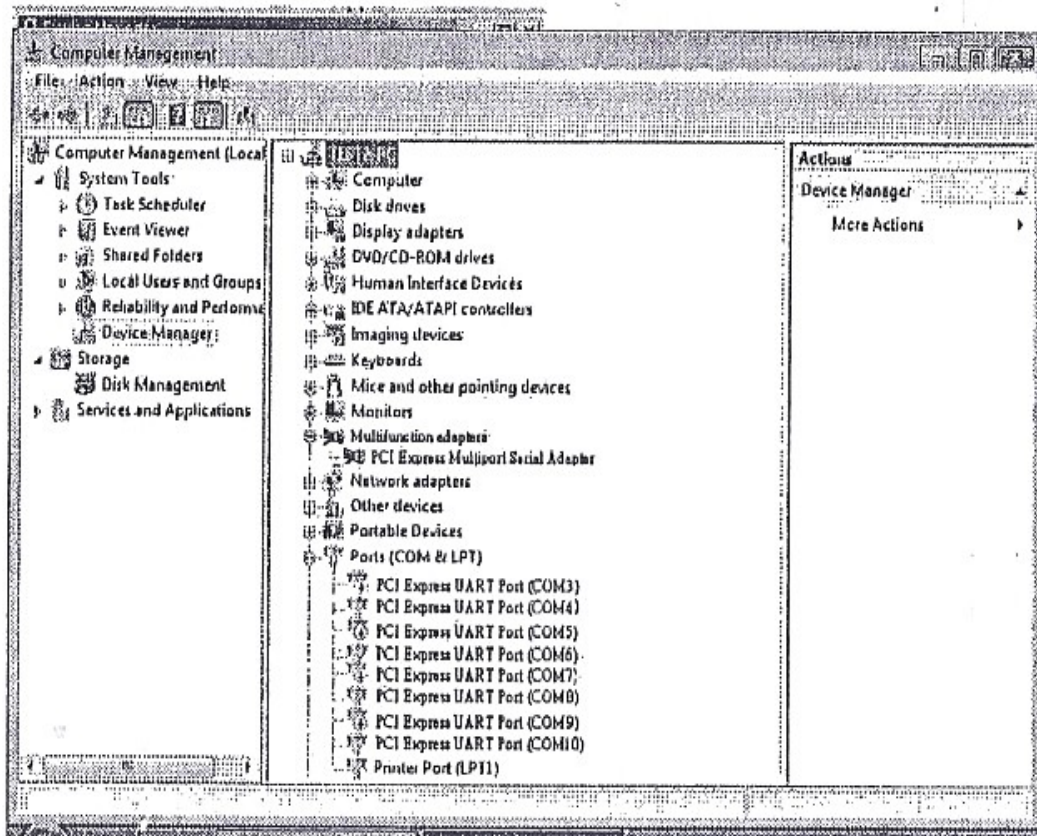 Computer Management
File Action View Help
Computer Management (Local
System Tools
Task Scheduler
Event Viewer
Shared Folders
Local Users and Groups
Reliability and Performa
Device Manager
Storage
Disk Management
Services and Applications
Computer
Disk drives
Display adapters
DVD/CD-ROM drives
Human Interface Devices
IDE ATA/ATAPI controllers
Imaging devices
Keyboards
Mice and other pointing devices
Monitors
Multifunction adapters
PCI Express Multiport Serial Adapter
Network adapters
Other devices
Portable Devices
Ports (COM & LPT)
PCI Express UART Port (COM3)
PCI Express UART Port (COM4)
PCI Express UART Port (COM5)
PCI Express UART Port (COM6)
PCI Express UART Port (COM7)
PCI Express UART Port (COM8)
PCI Express UART Port (COM9)
PCI Express UART Port (COM10)
Printer Port (LPT1)
Actions
Device Manager
More Actions